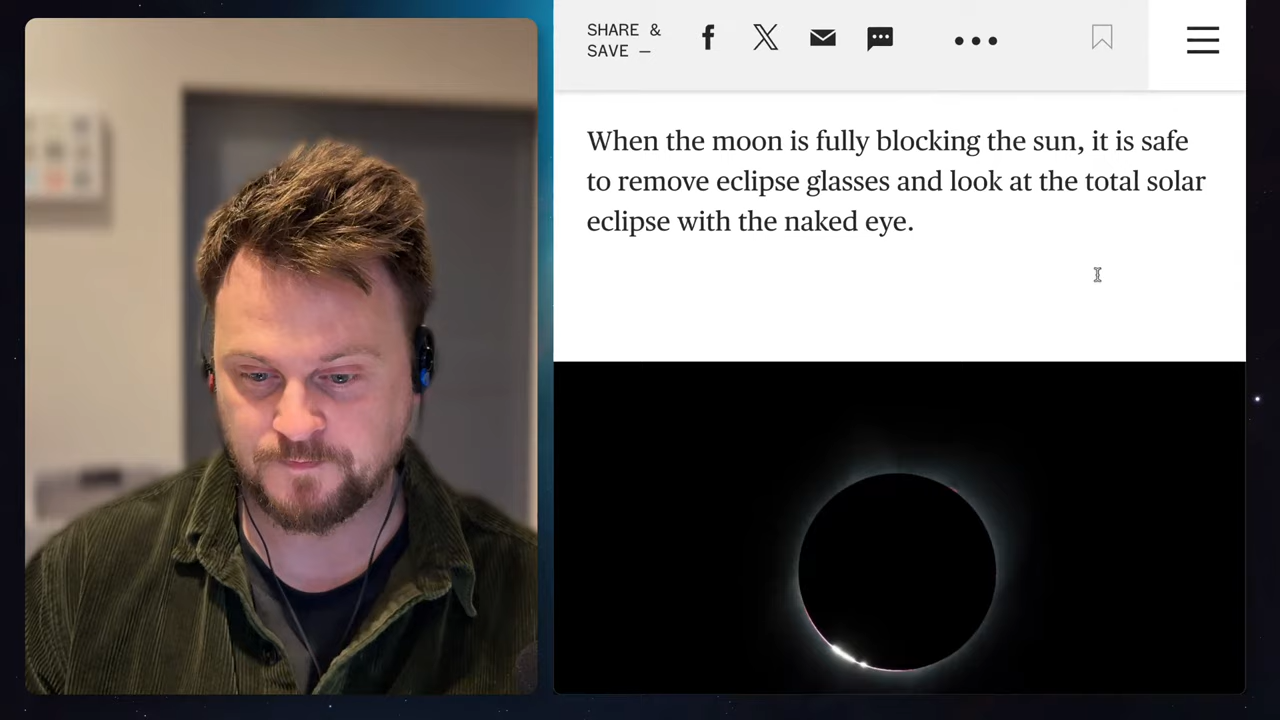 SHARE &
SAVE —
When the moon is fully blocking the sun, it is safe
to remove eclipse glasses and look at the total solar
eclipse with the naked eye.